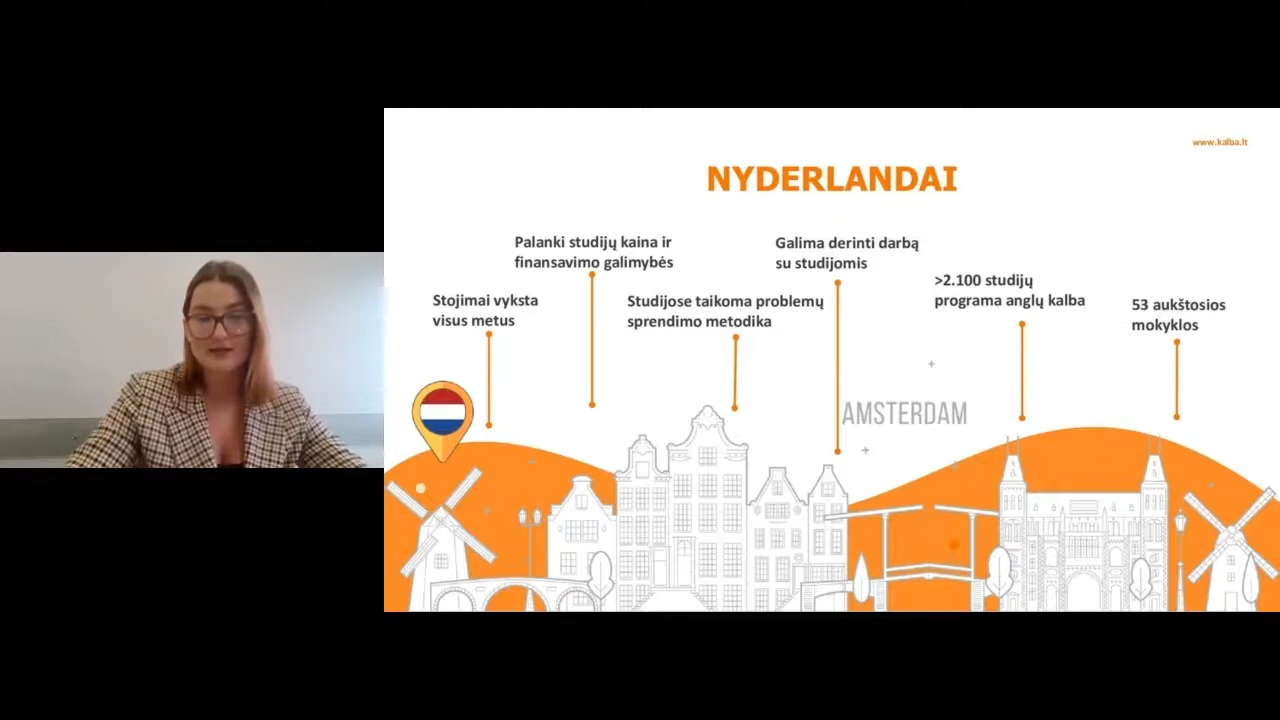 www.kalba.lt
NYDERLANDAI
Stojimai vyksta
visus metus
Palanki studijų kaina ir
finansavimo galimybės
Studijose taikoma problemų
sprendimo metodika
Galima derinti darbą
su studijomis
>2.100 studijų
programa anglų kalba
53 aukštosios
mokyklos
AMSTERDAM